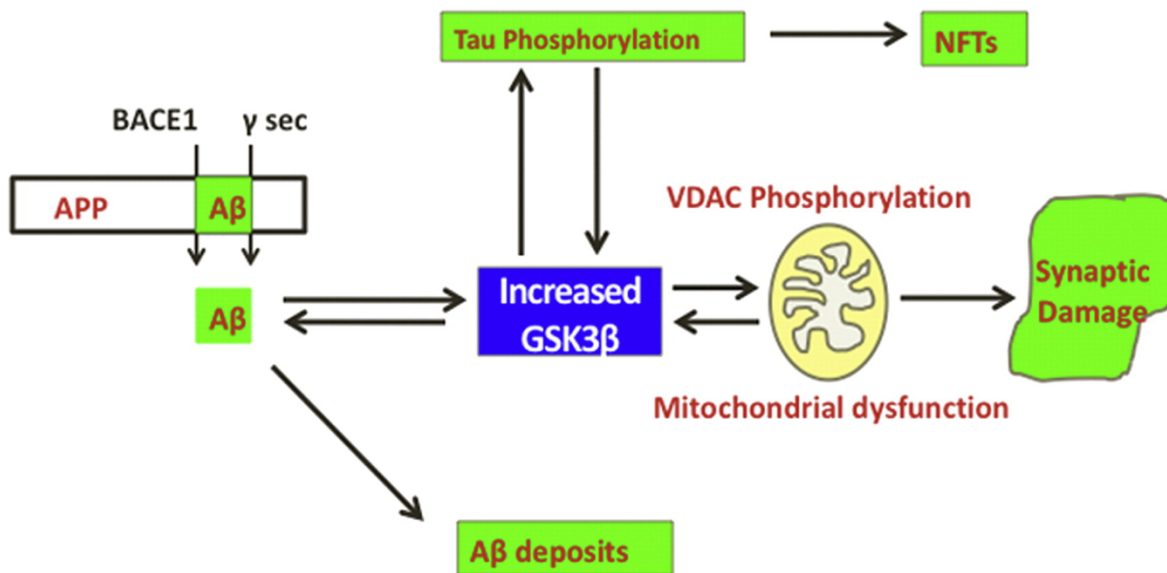 Tau Phosphorylation
NFTs
BACE1
γ sec
APP
Aβ
VDAC Phosphorylation
Aβ
Increased
GSK3β
Synaptic
Damage
Mitochondrial dysfunction
Aβ deposits